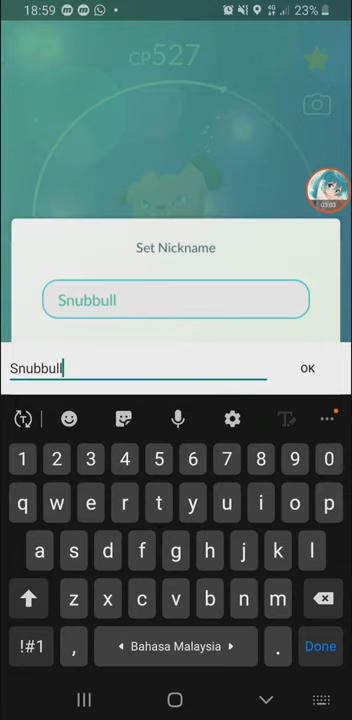 18:59
4G
23%
CP527
03:03
Set Nickname
Snubbull
Snubbull
OK
1 2 3 4 5 6 7 8 9 0
q w e r t y u i o p
a s d f g h j k l
z x c v b n m
!#1 , Bahasa Malaysia . Done